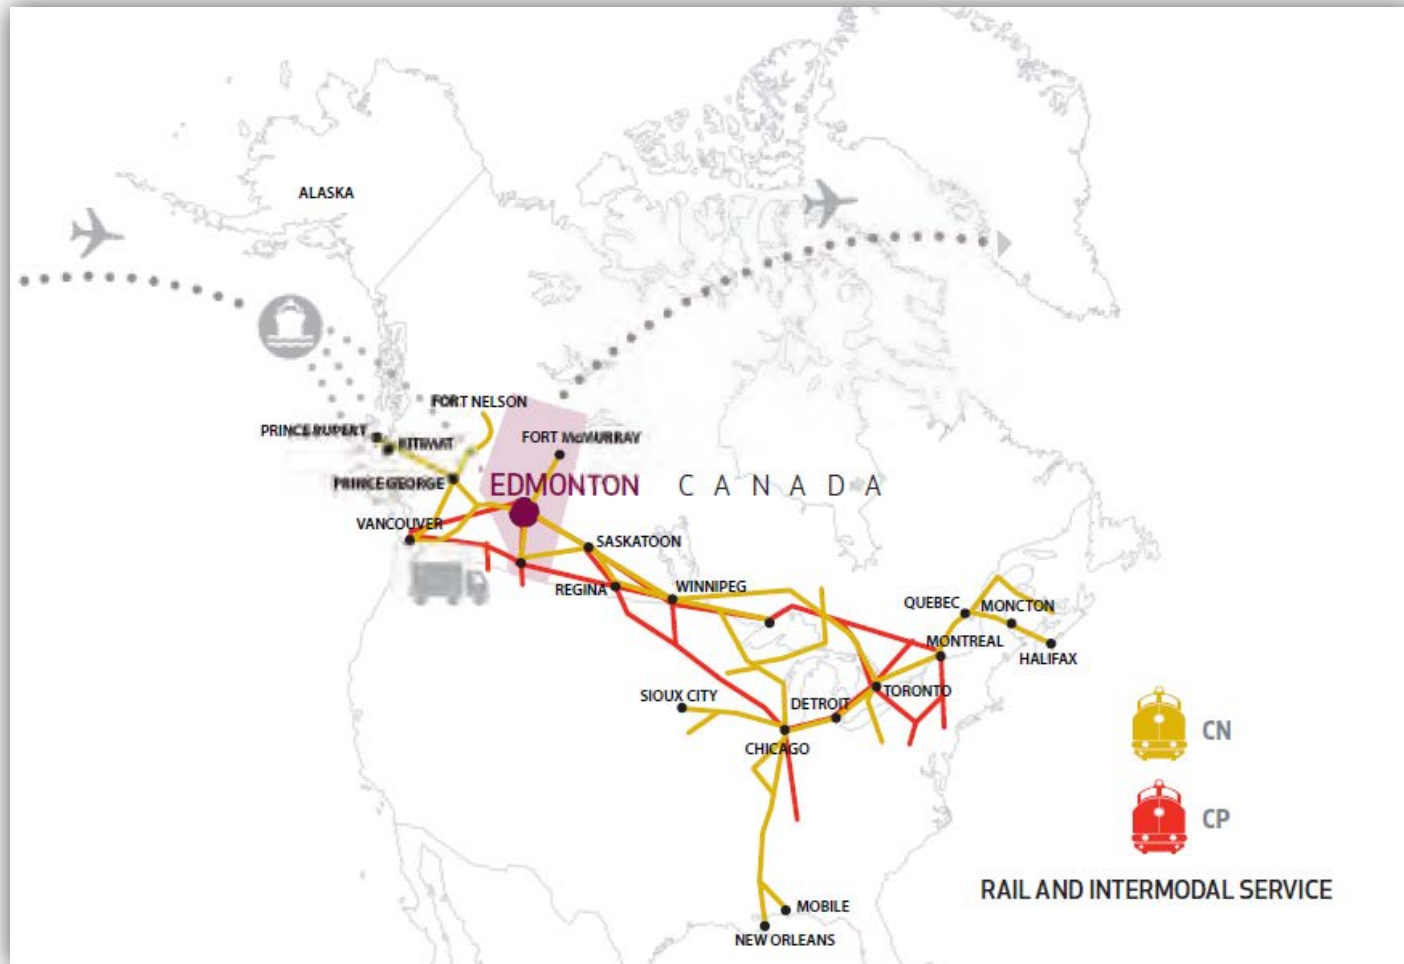 ALASKA
FORT NELSON
PRINCE RUPERT
KITIMAT
FORT McMURRAY
PRINCE GEORGE
EDMONTON
CANADA
VANCOUVER
SASKATOON
REGINA
WINNIPEG
QUEBEC
MONCTON
MONTREAL
HALIFAX
SIOUX CITY
DETROIT
TORONTO
CHICAGO
CN
CP
RAIL AND INTERMODAL SERVICE
MOBILE
NEW ORLEANS